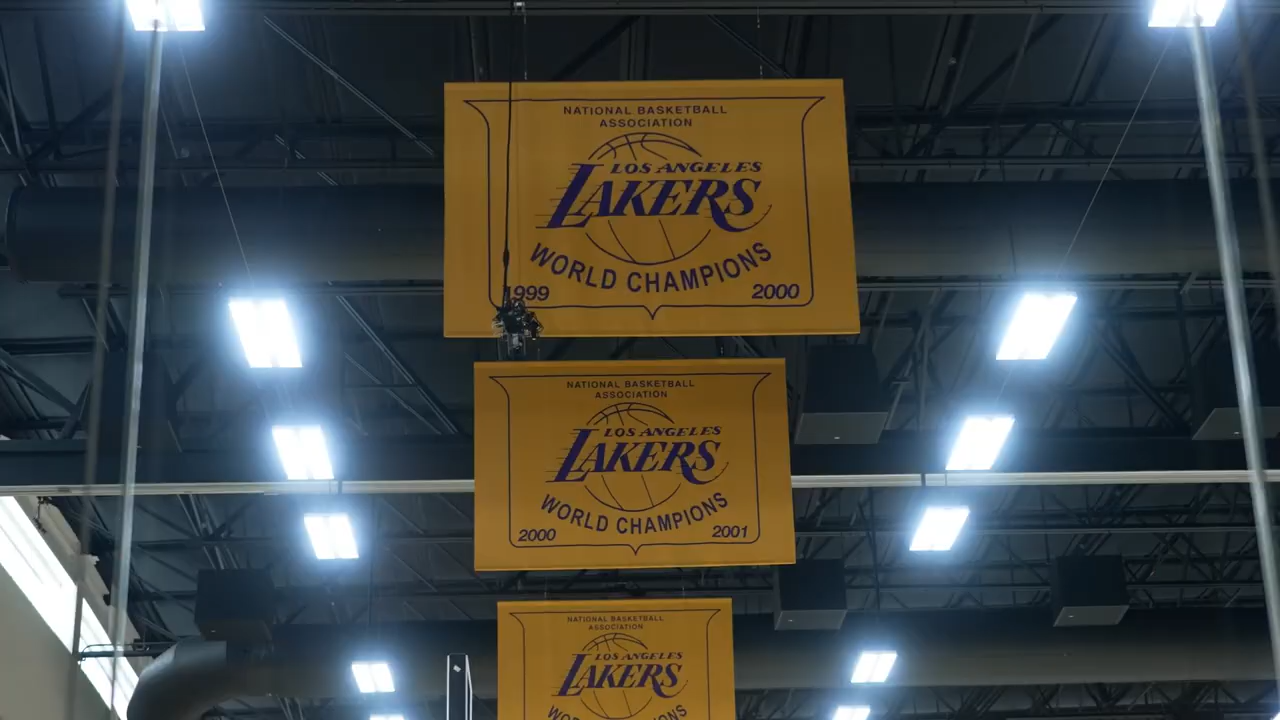 NATIONAL BASKETBALL
ASSOCIATION
LOS ANGELES
LAKERS
WORLD CHAMPIONS
1999 2000
NATIONAL BASKETBALL
ASSOCIATION
LOS ANGELES
LAKERS
WORLD CHAMPIONS
2000 2001
NATIONAL BASKETBALL
ASSOCIATION
LOS ANGELES
LAKERS